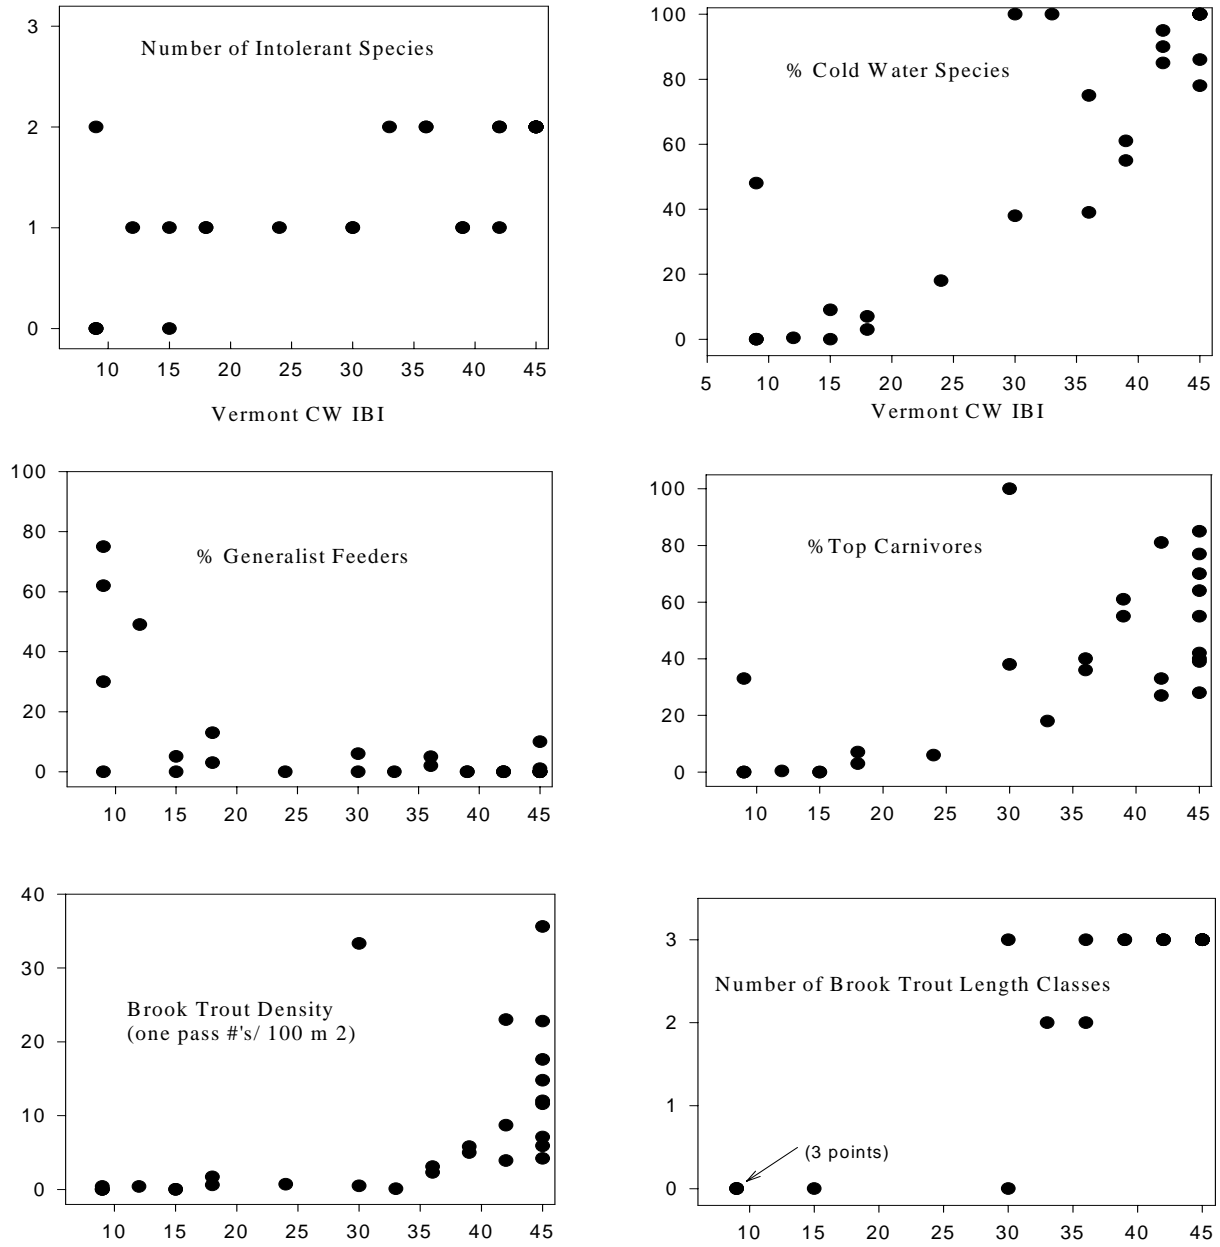 Number of Intolerant Species
3
2
1
0
10 15 20 25 30 35 40 45
Vermont CW IBI
% Cold Water Species
100
80
60
40
20
0
5 10 15 20 25 30 35 40 45
Vermont CW IBI
% Generalist Feeders
100
80
60
40
20
0
10 15 20 25 30 35 40 45
%Top Carnivores
100
80
60
40
20
0
10 15 20 25 30 35 40 45
Brook Trout Density
(one pass #'s/ 100 m 2)
40
30
20
10
0
10 15 20 25 30 35 40 45
Number of Brook Trout Length Classes
3
2
1
0
(3 points)
10 15 20 25 30 35 40 45